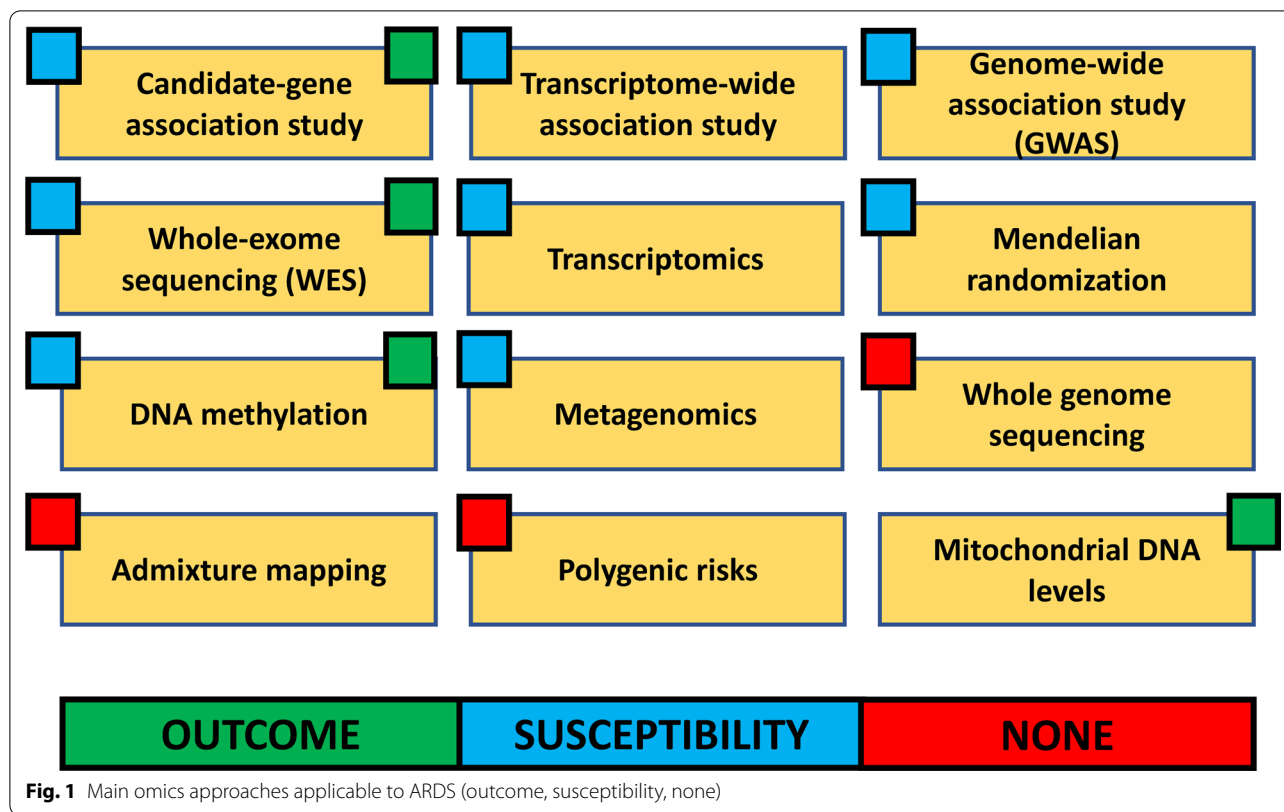 Candidate-gene
association study
Transcriptome-wide
association study
Genome-wide
association study
(GWAS)
Whole-exome
sequencing (WES)
Transcriptomics
Mendelian
randomization
DNA methylation
Metagenomics
Whole genome
sequencing
Admixture mapping
Polygenic risks
Mitochondrial DNA
levels
OUTCOME
SUSCEPTIBILITY
NONE
Fig. 1 Main omics approaches applicable to ARDS (outcome, susceptibility, none)